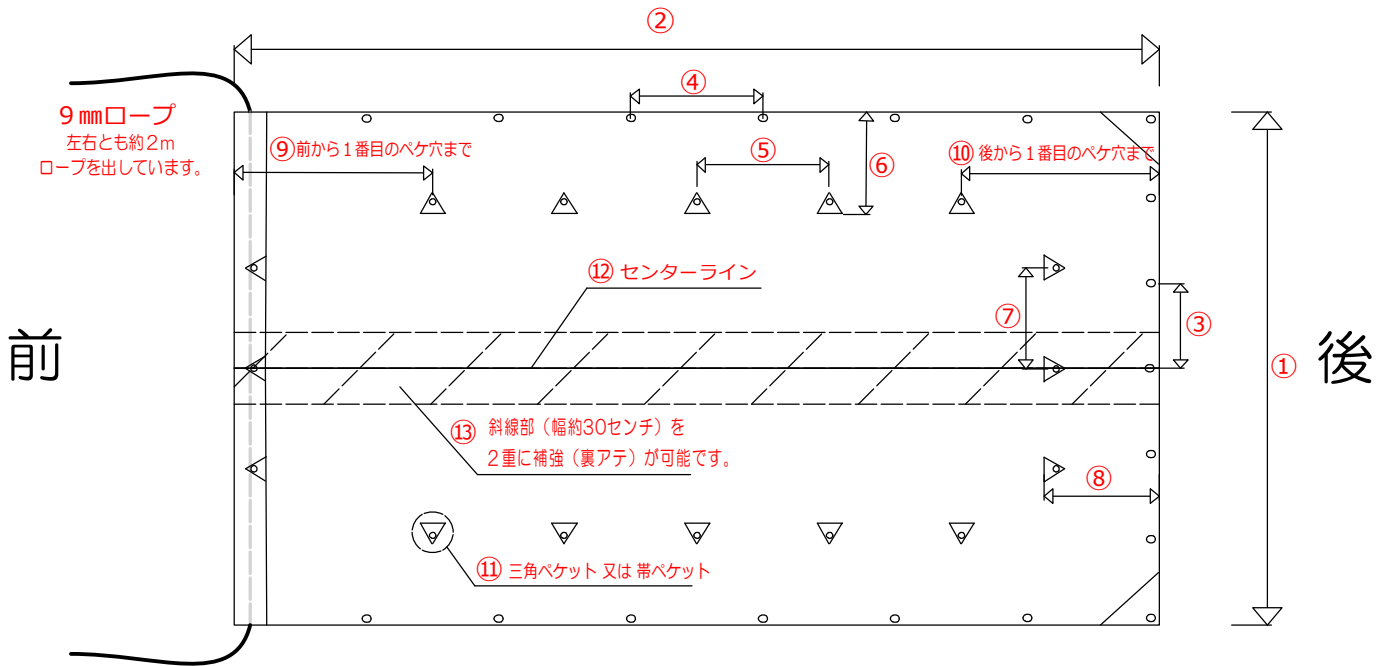 ②
④
9㎜ロープ
左右とも約2m
ロープを出しています。
⑨前から1番目のペケ穴まで
⑤
⑥
⑩ 後から1番目のペケ穴まで
⑫ センターライン
⑦
③
前
①
後
⑬ 斜線部(幅約30センチ)を
2重に補強(裏アテ)が可能です。
⑧
⑪ 三角ペケット 又は 帯ペケット